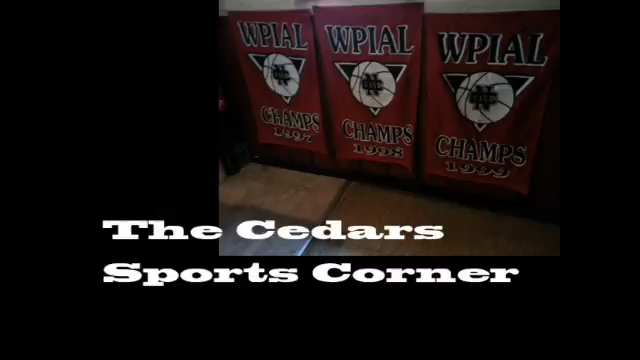 WPIAL
CHAMPS
1997
WPIAL
N
CHAMPS
1998
WPIAL
N
CHAMPS
1999
The Cedars
Sports Corner